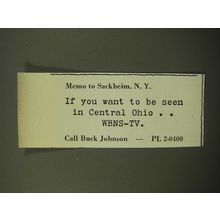 Memo to Sackheim, N. Y.
If you want to be seen
in Central Ohio . .
WBNS-TV.
Call Buck Johnson — PL 2-0400